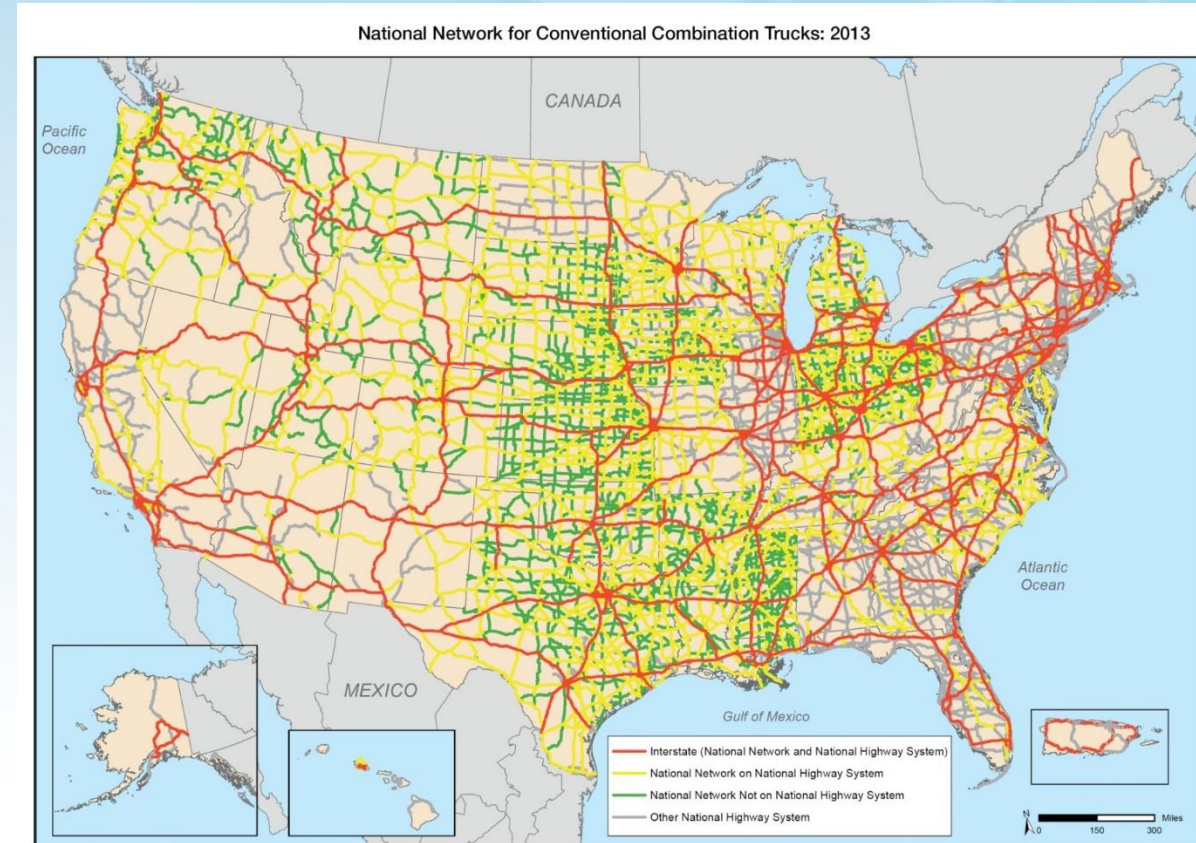 National Network for Conventional Combination Trucks: 2013
CANADA
Pacific
Ocean
Atlantic
Ocean
MEXICO
Gulf of Mexico
Interstate (National Network and National Highway System)
National Network on National Highway System
National Network Not on National Highway System
Other National Highway System
N
Miles
0 150 300